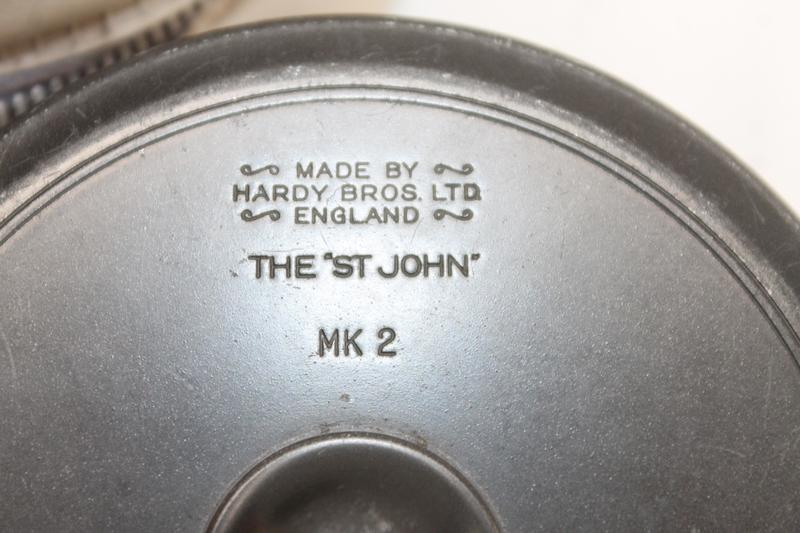 MADE BY
HARDY BROS. LTD
ENGLAND
THE "ST JOHN"
MK 2